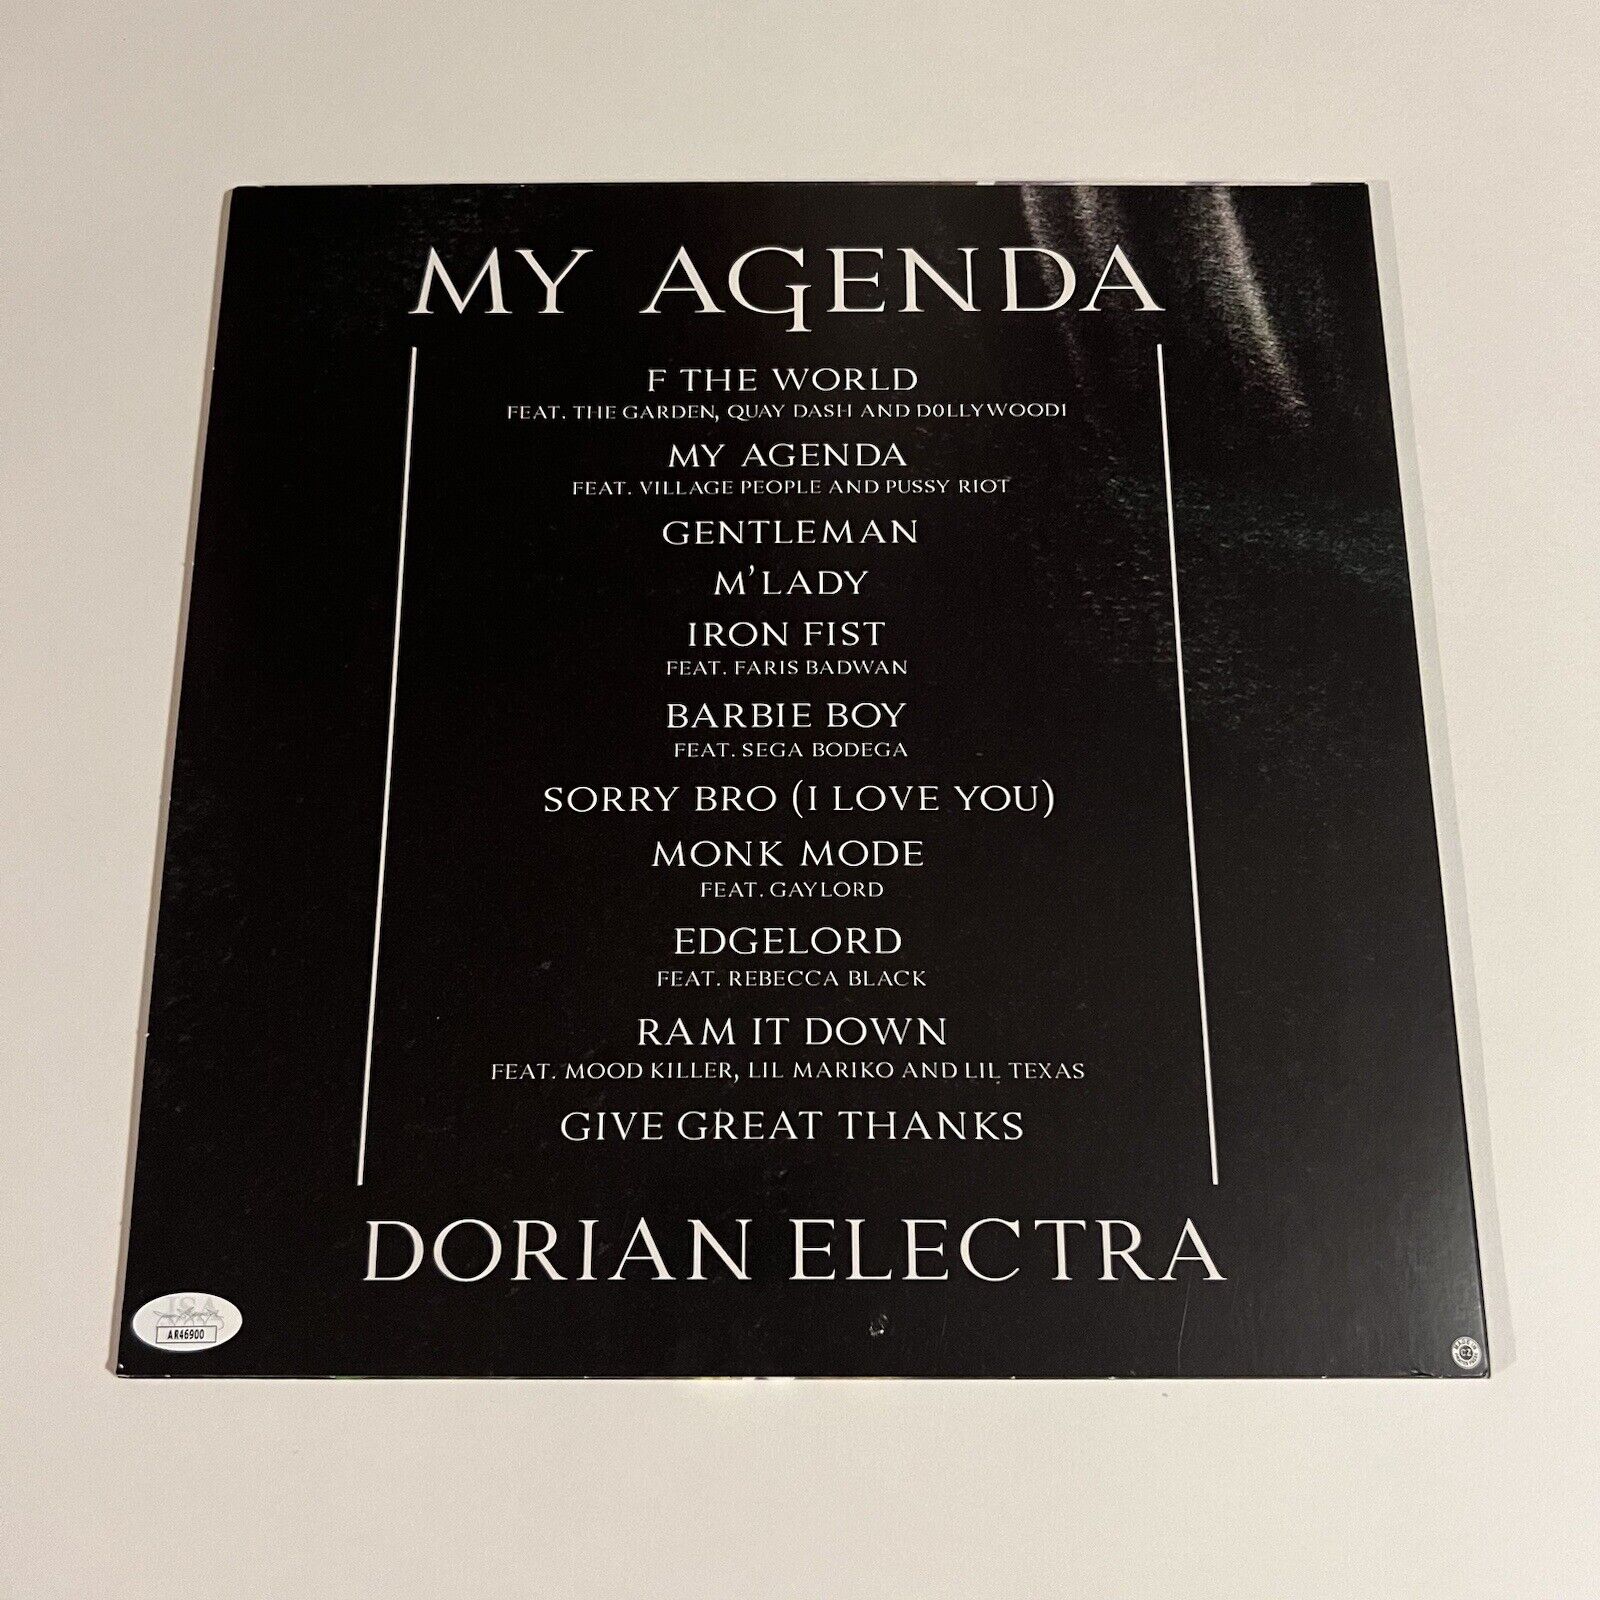 MY AGENDA
F THE WORLD
FEAT. THE GARDEN, QUAY DASH AND D0LLYWOOD1
MY AGENDA
FEAT. VILLAGE PEOPLE AND PUSSY RIOT
GENTLEMAN
M'LADY
IRON FIST
FEAT. FARIS BADWAN
BARBIE BOY
FEAT. SEGA BODEGA
SORRY BRO (I LOVE YOU)
MONK MODE
FEAT. GAYLORD
EDGELORD
FEAT. REBECCA BLACK
RAM IT DOWN
FEAT. MOOD KILLER, LIL MARIKO AND LIL TEXAS
GIVE GREAT THANKS
DORIAN ELECTRA
JSA
AR46900
CZ